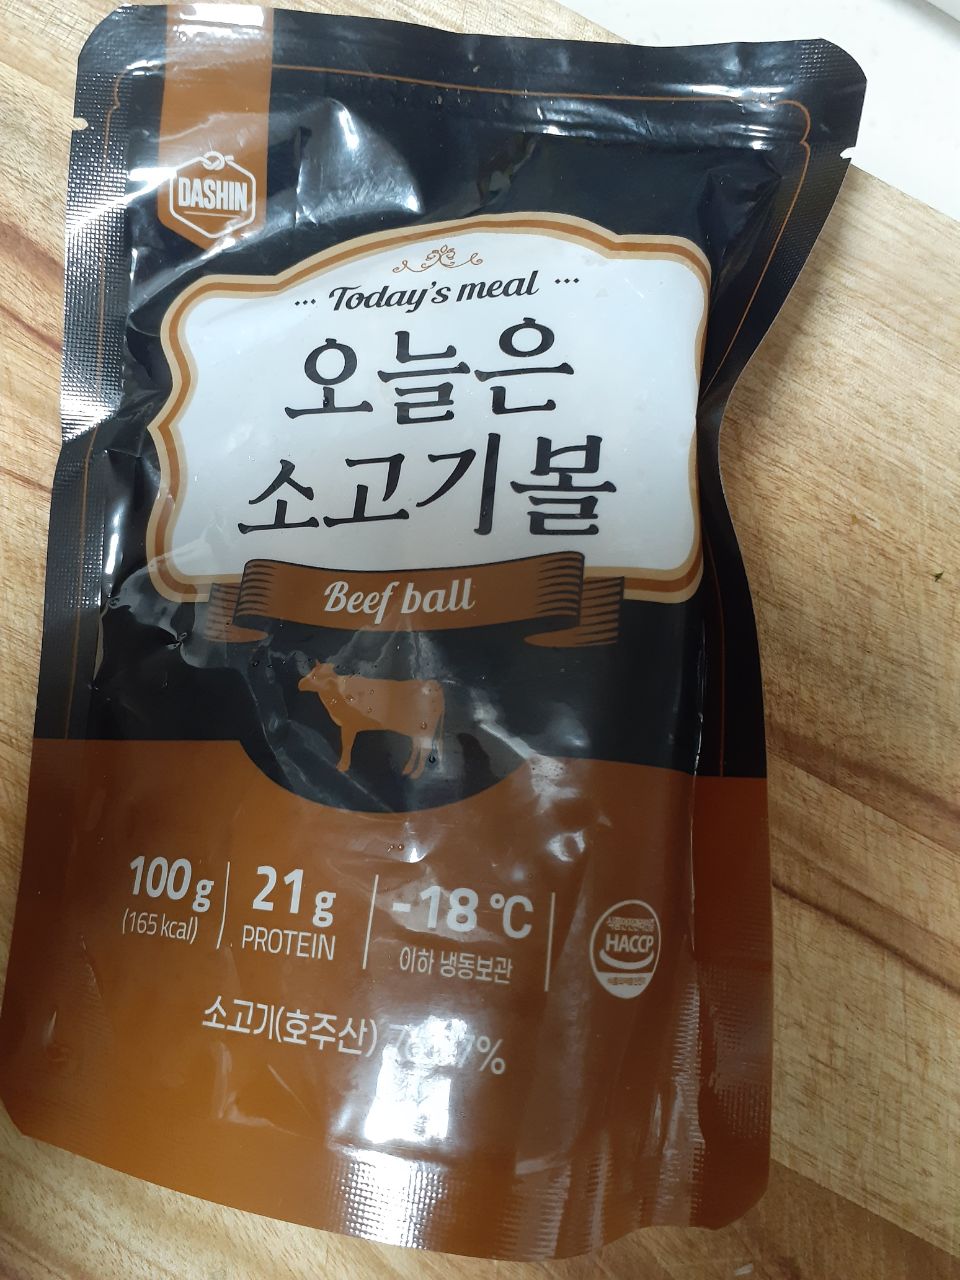 DASHIN
Today's meal
오늘은
소고기볼
Beef ball
100g
(165 kcal)
21g
PROTEIN
-18℃
이하 냉동보관
HACCP
소고기(호주산)